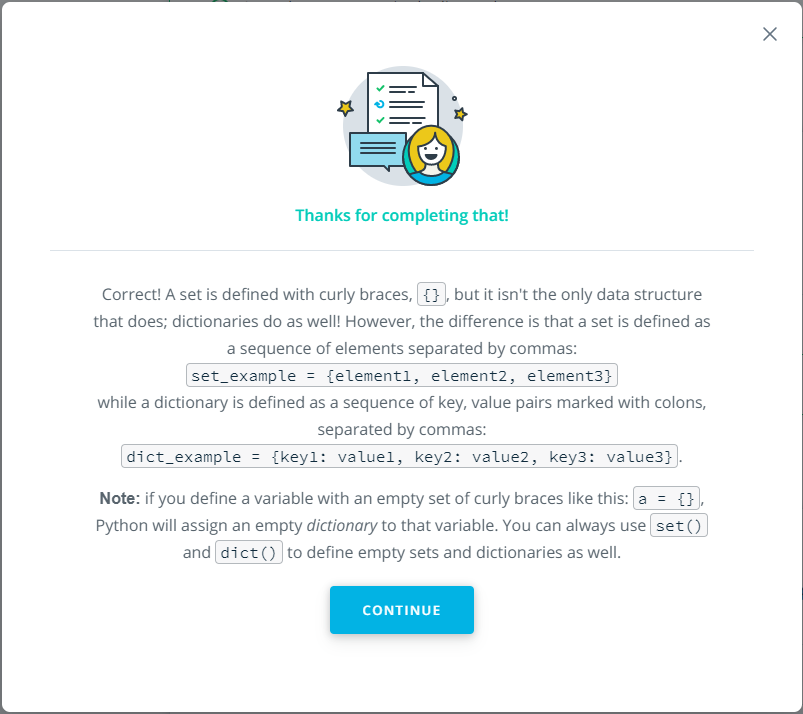 Thanks for completing that!
Correct! A set is defined with curly braces, {}, but it isn't the only data structure
that does; dictionaries do as well! However, the difference is that a set is defined as
a sequence of elements separated by commas:
set_example = {element1, element2, element3}
while a dictionary is defined as a sequence of key, value pairs marked with colons,
separated by commas:
dict_example = {key1: value1, key2: value2, key3: value3}.
Note: if you define a variable with an empty set of curly braces like this: a = {},
Python will assign an empty dictionary to that variable. You can always use set()
and dict() to define empty sets and dictionaries as well.
CONTINUE